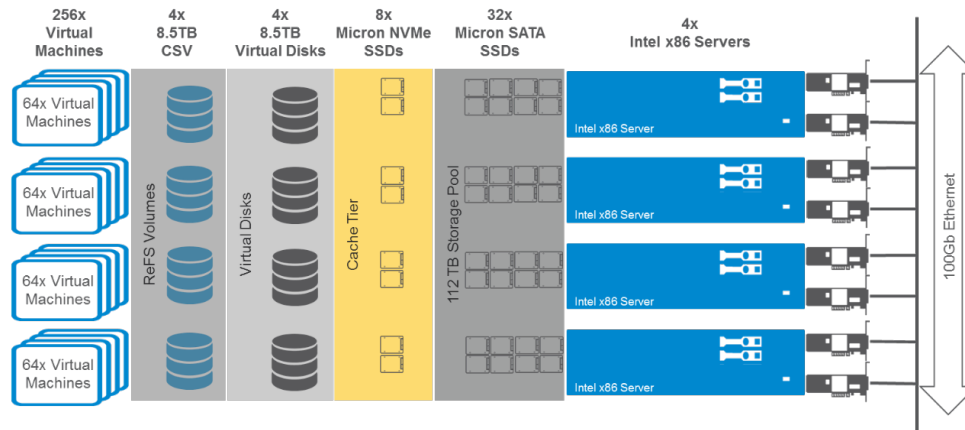 256x
Virtual
Machines
4x
8.5TB
CSV
4x
8.5TB
Virtual Disks
8x
Micron NVMe
SSDs
32x
Micron SATA
SSDs
4x
Intel x86 Servers
64x Virtual
Machines
64x Virtual
Machines
64x Virtual
Machines
64x Virtual
Machines
ReFS Volumes
Virtual Disks
Cache Tier
112 TB Storage Pool
Intel x86 Server
Intel x86 Server
Intel x86 Server
Intel x86 Server
100Gb Ethernet